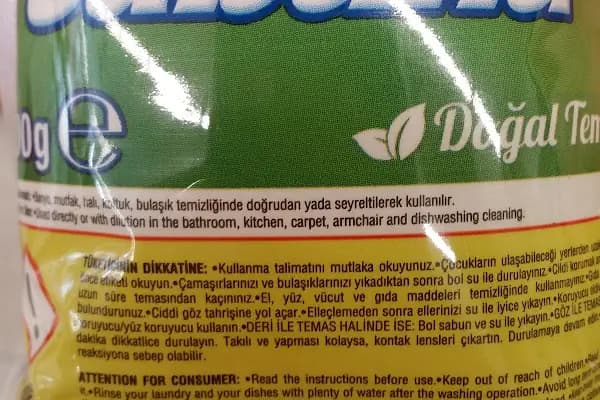 0g e
Doğal Tem
•Banyo, mutfak, halı, koltuk, bulaşık temizliğinde doğrudan yada seyreltilerek kullanılır.
•Used directly or with dilution in the bathroom, kitchen, carpet, armchair and dishwashing cleaning.
TÜKETİCİNİN DİKKATİNE: •Kullanma talimatını mutlaka okuyunuz.•Çocukların ulaşabileceği yerlerden uzak
önce etiketi okuyun.•Çamaşırlarınızı ve bulaşıklarınızı yıkadıktan sonra bol su ile durulayınız.•Cildi korumak
uzun süre temasından kaçınınız.•El, yüz, vücut ve gıda maddeleri temizliğinde kullanmayınız.•Gıda
bulundurunuz.•Ciddi göz tahrişine yol açar.•Elleçlemeden sonra ellerinizi su ile iyice yıkayın.•Koruyucu
koruyucu/yüz koruyucu kullanın.•DERİ İLE TEMAS HALİNDE İSE: Bol sabun ve su ile yıkayın.•GÖZ İLE TEMAS
dakika dikkatlice durulayın. Takılı ve yapması kolaysa, kontak lensleri çıkartın. Durulamaya devam
reaksiyona sebep olabilir.
ATTENTION FOR CONSUMER: •Read the instructions before use.•Keep out of reach of children.•Read
it.•Rinse your laundry and your dishes with plenty of water after the washing operation.•Avoid long